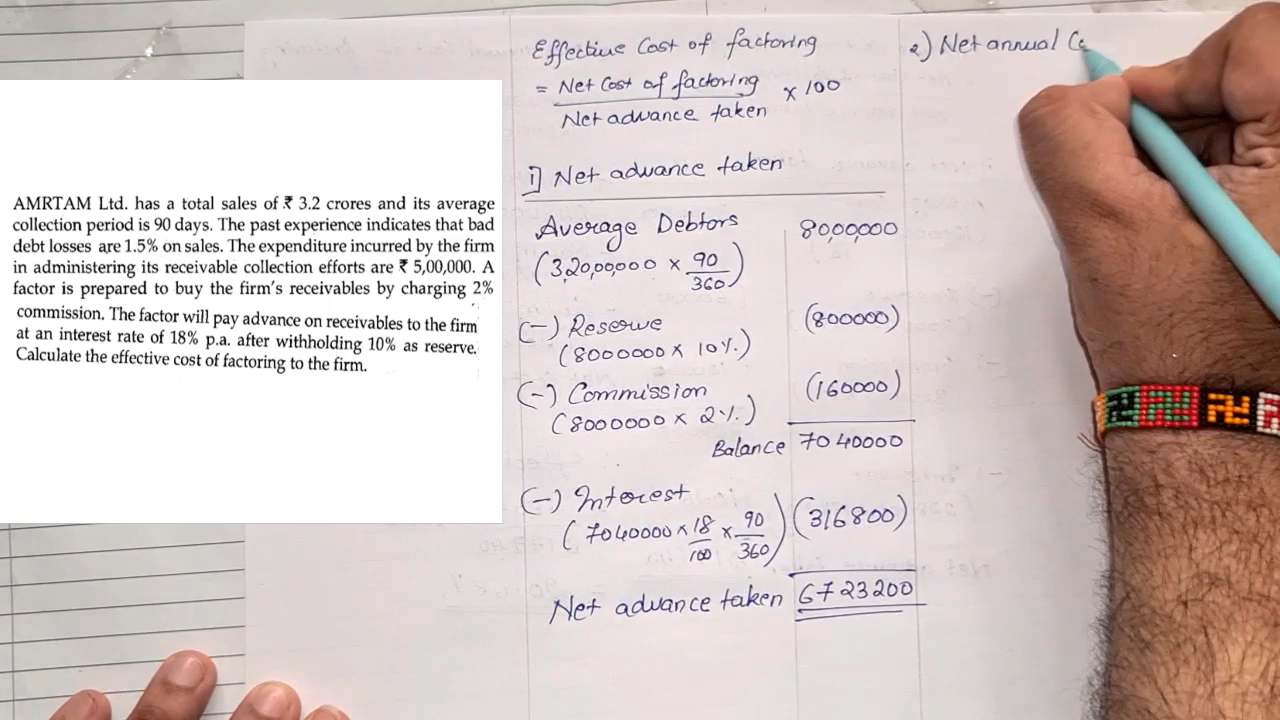 AMRTAM Ltd. has a total sales of ₹ 3.2 crores and its average
collection period is 90 days. The past experience indicates that bad
debt losses are 1.5% on sales. The expenditure incurred by the firm
in administering its receivable collection efforts are ₹ 5,00,000. A
factor is prepared to buy the firm's receivables by charging 2%
commission. The factor will pay advance on receivables to the firm
at an interest rate of 18% p.a. after withholding 10% as reserve.
Calculate the effective cost of factoring to the firm.
Effective Cost of factoring
= Net Cost of factoring × 100
Net advance taken
i] Net advance taken
Average Debtors 80,00,000
(3,20,00,000 × 90/360)
(-) Reserve (800000)
(8000000 × 10%.)
(-) Commission (160000)
(8000000 × 2%.)
Balance 7040000
(-) Interest (316800)
(7040000 × 18/100 × 90/360)
Net advance taken 6723200
2) Net annual